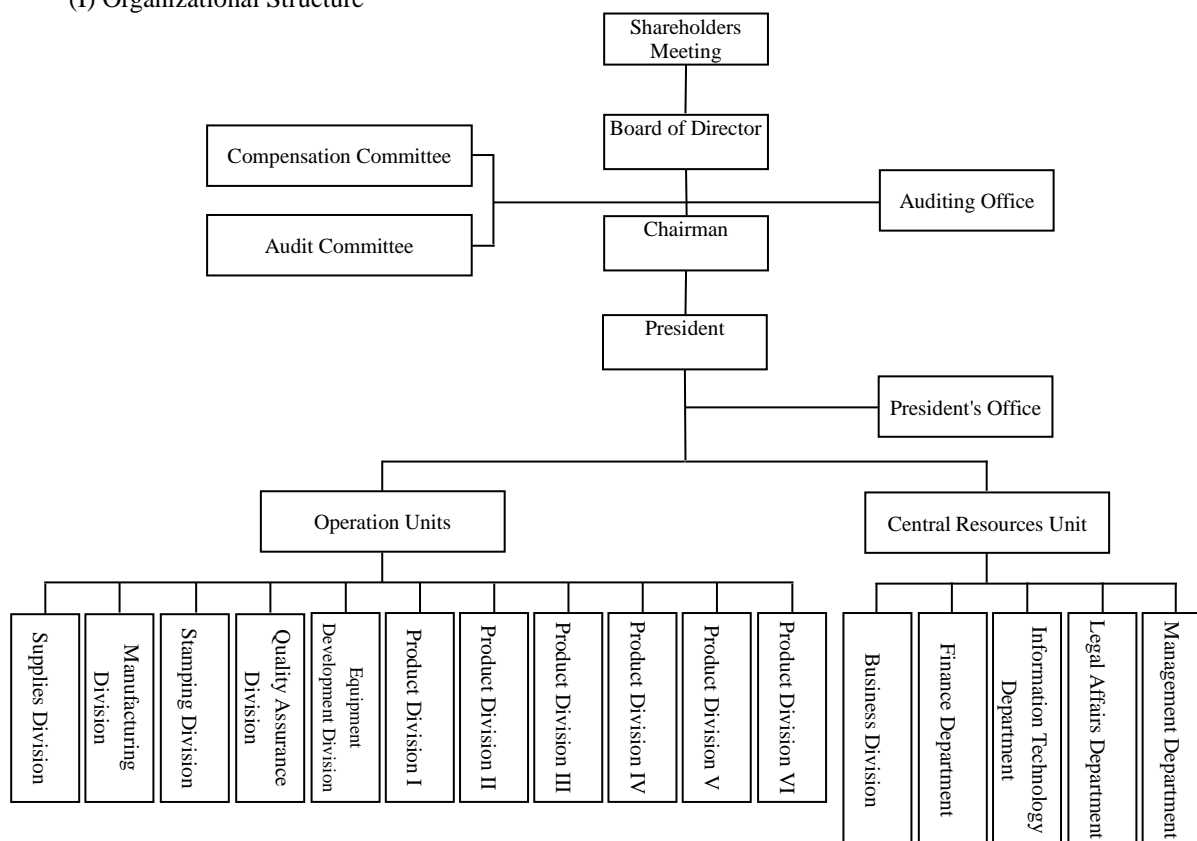 (I) Organizational Structure
Shareholders
Meeting
Board of Director
Compensation Committee
Auditing Office
Audit Committee
Chairman
President
President's Office
Operation Units
Central Resources Unit
Supplies Division
Manufacturing
Division
Stamping Division
Quality Assurance
Division
Equipment
Development Division
Product Division I
Product Division II
Product Division III
Product Division IV
Product Division V
Product Division VI
Business Division
Finance Department
Information Technology
Department
Legal Affairs Department
Management Department